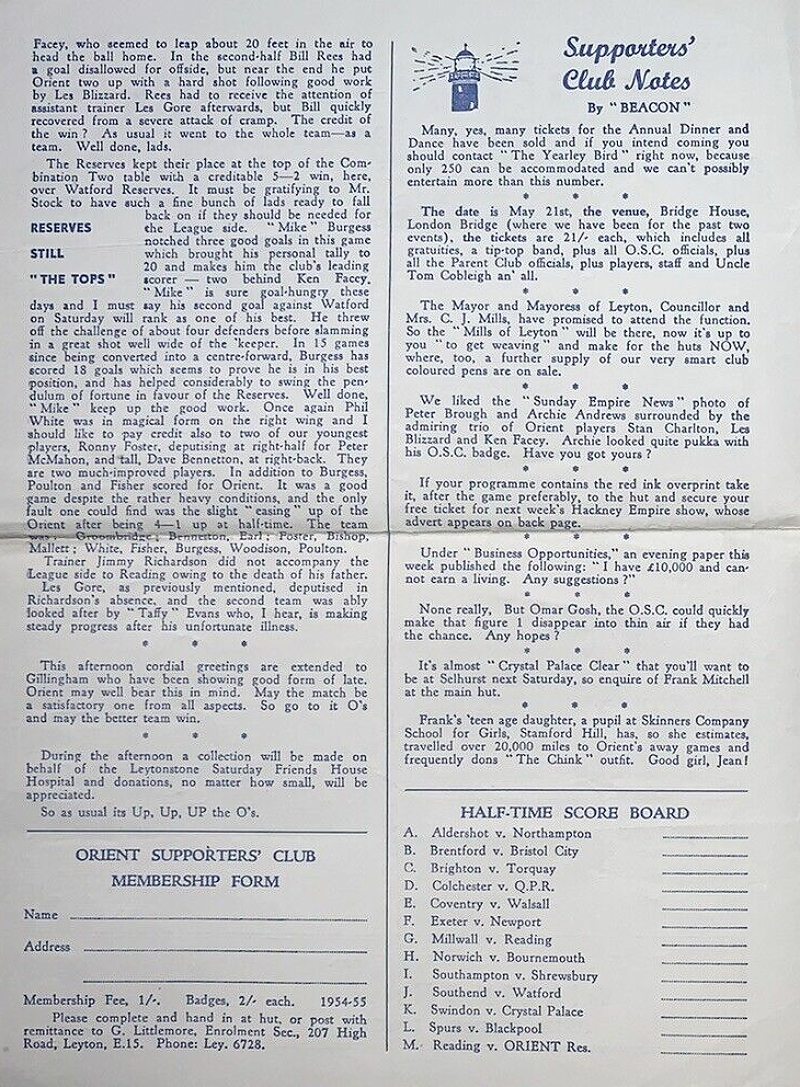 Facey, who seemed to leap about 20 feet in the air to
head the ball home. In the second-half Bill Rees had
a goal disallowed for offside, but near the end he put
Orient two up with a hard shot following good work
by Les Blizzard. Rees had to receive the attention of
assistant trainer Les Gore afterwards, but Bill quickly
recovered from a severe attack of cramp. The credit of
the win? As usual it went to the whole team—as a
team. Well done, lads.
The Reserves kept their place at the top of the Com-
bination Two table with a creditable 5—2 win, here,
over Watford Reserves. It must be gratifying to Mr.
Stock to have such a fine bunch of lads ready to fall
back on if they should be needed for
RESERVES the League side. "Mike" Burgess
notched three good goals in this game
STILL which brought his personal tally to
20 and makes him the club's leading
"THE TOPS" scorer — two behind Ken Facey.
"Mike" is sure goal-hungry these
days and I must say his second goal against Watford
on Saturday will rank as one of his best. He threw
off the challenge of about four defenders before slamming
in a great shot well wide of the 'keeper. In 15 games
since being converted into a centre-forward, Burgess has
scored 18 goals which seems to prove he is in his best
position, and has helped considerably to swing the pen-
dulum of fortune in favour of the Reserves. Well done,
"Mike" keep up the good work. Once again Phil
White was in magical form on the right wing and I
should like to pay credit also to two of our youngest
players, Ronny Foster, deputising at right-half for Peter
McMahon, and tall, Dave Bennetton, at right-back. They
are two much-improved players. In addition to Burgess,
Poulton and Fisher scored for Orient. It was a good
game despite the rather heavy conditions, and the only
fault one could find was the slight "easing" up of the
Orient after being 4—1 up at half-time. The team
was: Groombridge; Bennetton, Earl; Foster, Bishop,
Mallett; White, Fisher, Burgess, Woodison, Poulton.
Trainer Jimmy Richardson did not accompany the
League side to Reading owing to the death of his father.
Les Gore, as previously mentioned, deputised in
Richardson's absence, and the second team was ably
looked after by "Taffy" Evans who, I hear, is making
steady progress after his unfortunate illness.
* * *
This afternoon cordial greetings are extended to
Gillingham who have been showing good form of late.
Orient may well bear this in mind. May the match be
a satisfactory one from all aspects. So go to it O's
and may the better team win.
* * *
During the afternoon a collection will be made on
behalf of the Leytonstone Saturday Friends House
Hospital and donations, no matter how small, will be
appreciated.
So as usual its Up, Up, UP the O's.
ORIENT SUPPORTERS' CLUB
MEMBERSHIP FORM
Name
Address
Membership Fee, 1/-. Badges, 2/- each. 1954-55
Please complete and hand in at hut, or post with
remittance to G. Littlemore, Enrolment Sec., 207 High
Road, Leyton, E.15. Phone: Ley. 6728.
Supporters'
Club Notes
By "BEACON"
Many, yes, many tickets for the Annual Dinner and
Dance have been sold and if you intend coming you
should contact "The Yearley Bird" right now, because
only 250 can be accommodated and we can't possibly
entertain more than this number.
* * *
The date is May 21st, the venue, Bridge House,
London Bridge (where we have been for the past two
events), the tickets are 21/- each, which includes all
gratuities, a tip-top band, plus all O.S.C. officials, plus
all the Parent Club officials, plus players, staff and Uncle
Tom Cobleigh an' all.
* * *
The Mayor and Mayoress of Leyton, Councillor and
Mrs. C. J. Mills, have promised to attend the function.
So the "Mills of Leyton" will be there, now it's up to
you "to get weaving" and make for the huts NOW,
where, too, a further supply of our very smart club
coloured pens are on sale.
* * *
We liked the "Sunday Empire News" photo of
Peter Brough and Archie Andrews surrounded by the
admiring trio of Orient players Stan Charlton, Les
Blizzard and Ken Facey. Archie looked quite pukka with
his O.S.C. badge. Have you got yours?
* * *
If your programme contains the red ink overprint take
it, after the game preferably, to the hut and secure your
free ticket for next week's Hackney Empire show, whose
advert appears on back page.
* * *
Under "Business Opportunities," an evening paper this
week published the following: "I have £10,000 and can-
not earn a living. Any suggestions?"
* * *
None really, But Omar Gosh, the O.S.C. could quickly
make that figure 1 disappear into thin air if they had
the chance. Any hopes?
* * *
It's almost "Crystal Palace Clear" that you'll want to
be at Selhurst next Saturday, so enquire of Frank Mitchell
at the main hut.
* * *
Frank's 'teen age daughter, a pupil at Skinners Company
School for Girls, Stamford Hill, has, so she estimates,
travelled over 20,000 miles to Orient's away games and
frequently dons "The Chink" outfit. Good girl, Jean!
HALF-TIME SCORE BOARD
A. Aldershot v. Northampton
B. Brentford v. Bristol City
C. Brighton v. Torquay
D. Colchester v. Q.P.R.
E. Coventry v. Walsall
F. Exeter v. Newport
G. Millwall v. Reading
H. Norwich v. Bournemouth
I. Southampton v. Shrewsbury
J. Southend v. Watford
K. Swindon v. Crystal Palace
L. Spurs v. Blackpool
M. Reading v. ORIENT Res.